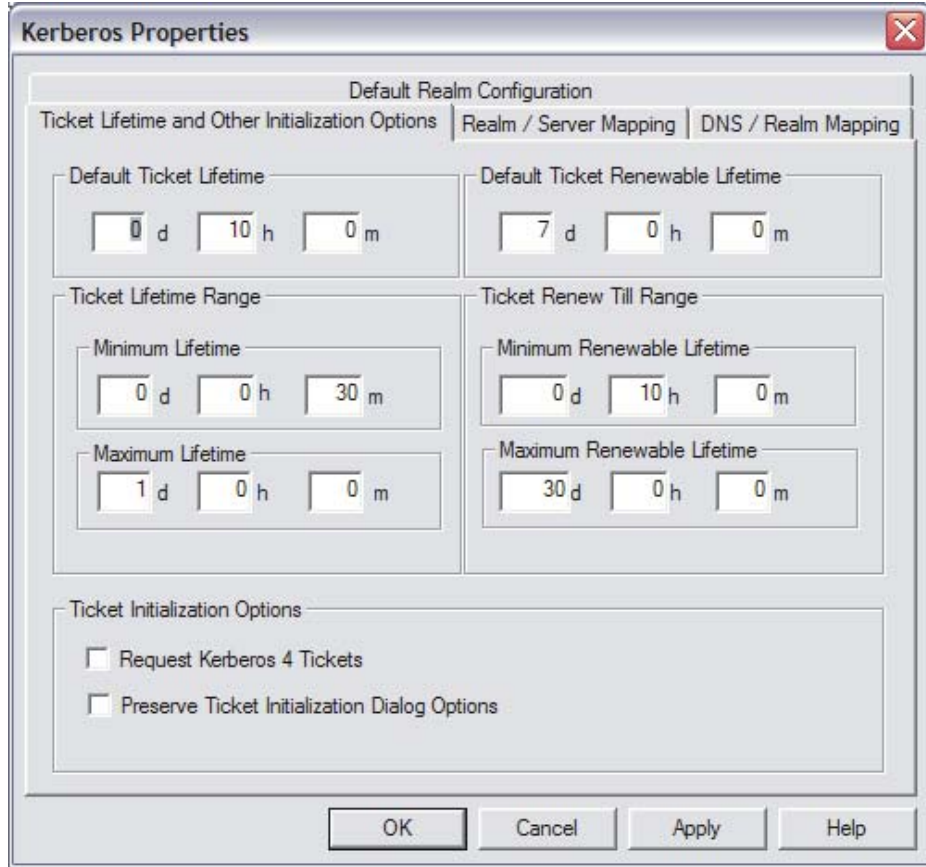 Kerberos Properties
Default Realm Configuration
Ticket Lifetime and Other Initialization Options
Realm / Server Mapping
DNS / Realm Mapping
Default Ticket Lifetime
0 d 10 h 0 m
Default Ticket Renewable Lifetime
7 d 0 h 0 m
Ticket Lifetime Range
Minimum Lifetime
0 d 0 h 30 m
Maximum Lifetime
1 d 0 h 0 m
Ticket Renew Till Range
Minimum Renewable Lifetime
0 d 10 h 0 m
Maximum Renewable Lifetime
30 d 0 h 0 m
Ticket Initialization Options
Request Kerberos 4 Tickets
Preserve Ticket Initialization Dialog Options
OK Cancel Apply Help